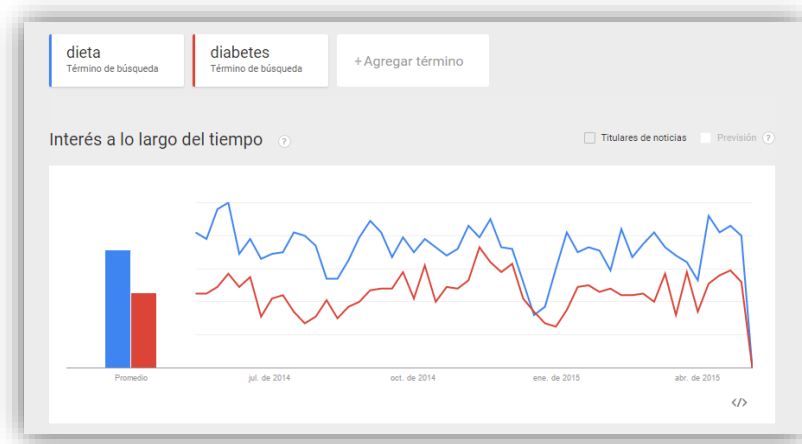 dieta
Término de búsqueda
diabetes
Término de búsqueda
+Agregar término
Interés a lo largo del tiempo ?
Titulares de noticias
Previsión ?
Promedio
jul. de 2014
oct. de 2014
ene. de 2015
abr. de 2015
</>